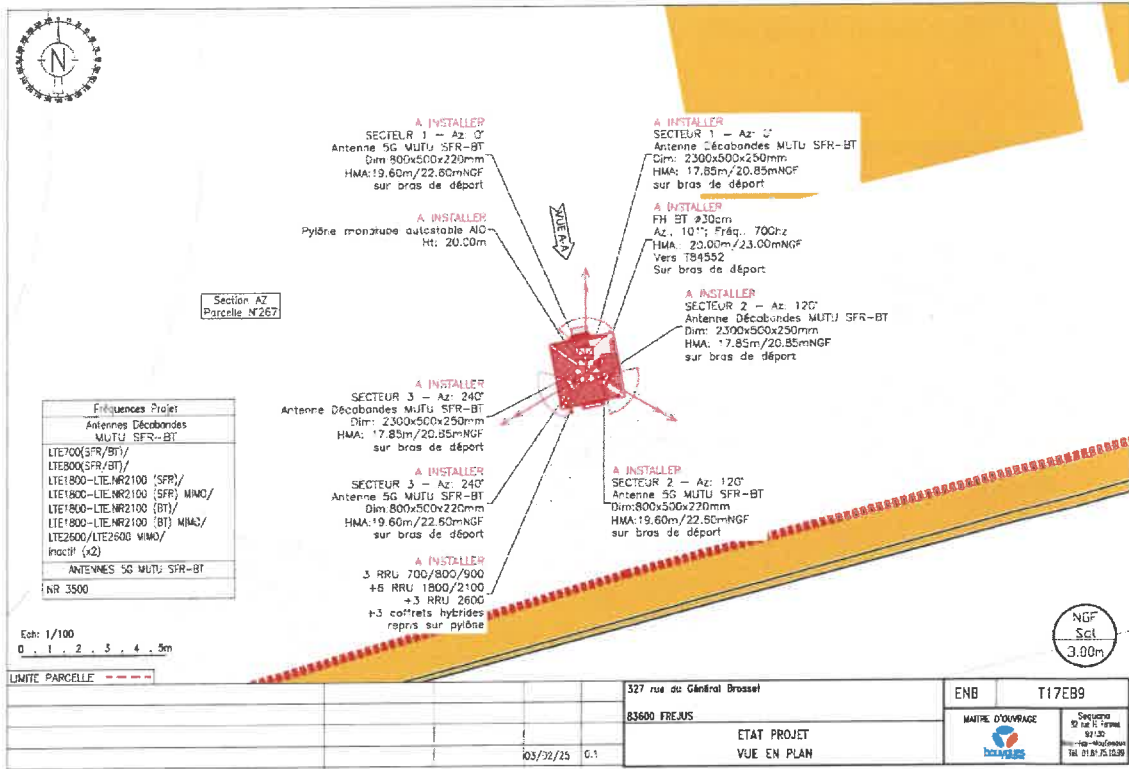 N
A INSTALLER
SECTEUR 1 - Az: 0°
Antenne 5G MUTU SFR-BT
Dim:800x500x220mm
HMA:19.60m/22.60mNGF
sur bras de départ
A INSTALLER
SECTEUR 1 - Az: 0°
Antenne Décabandes MUTU SFR-BT
Dim: 2300x500x250mm
HMA: 17.85m/20.85mNGF
sur bras de départ
A INSTALLER
Pylône monotube autostable AIO
Ht: 20.00m
VUE A-A
A INSTALLER
FH BT ø30cm
Az.: 101°; Fréq.: 70Ghz
HMA: 20.00m/23.00mNGF
Vers T84552
Sur bras de départ
Section AZ
Parcelle N°267
A INSTALLER
SECTEUR 2 - Az: 120°
Antenne Décabandes MUTU SFR-BT
Dim: 2300x500x250mm
HMA: 17.85m/20.85mNGF
sur bras de départ
A INSTALLER
SECTEUR 3 - Az: 240°
Antenne Décabandes MUTU SFR-BT
Dim: 2300x500x250mm
HMA: 17.85m/20.85mNGF
sur bras de départ
A INSTALLER
SECTEUR 3 - Az: 240°
Antenne 5G MUTU SFR-BT
Dim:800x500x220mm
HMA:19.60m/22.60mNGF
sur bras de départ
A INSTALLER
SECTEUR 2 - Az: 120°
Antenne 5G MUTU SFR-BT
Dim:800x500x220mm
HMA:19.60m/22.60mNGF
sur bras de départ
A INSTALLER
3 RRU 700/800/900
+6 RRU 1800/2100
+3 RRU 2600
+3 coffrets hybrides
repris sur pylône
Fréquences Projet
Antennes Décabandes
MUTU SFR-BT
LTE700(SFR/BT)/
LTE800(SFR/BT)/
LTE1800-LTE.NR2100 (SFR)/
LTE1800-LTE.NR2100 (SFR) MIMO/
LTE1800-LTE.NR2100 (BT)/
LTE1800-LTE.NR2100 (BT) MIMO/
LTE2600/LTE2600 MIMO/
inactif (x2)
ANTENNES 5G MUTU SFR-BT
NR 3500
Ech: 1/100
0 . 1 . 2 . 3 . 4 . 5m
LIMITE PARCELLE
NGF
Sol
3.00m
327 rue du Général Brosset
83600 FREJUS
ETAT PROJET
VUE EN PLAN
03/02/25 0.1
ENB T17EB9
MAITRE D'OUVRAGE
bouygues
Sequana